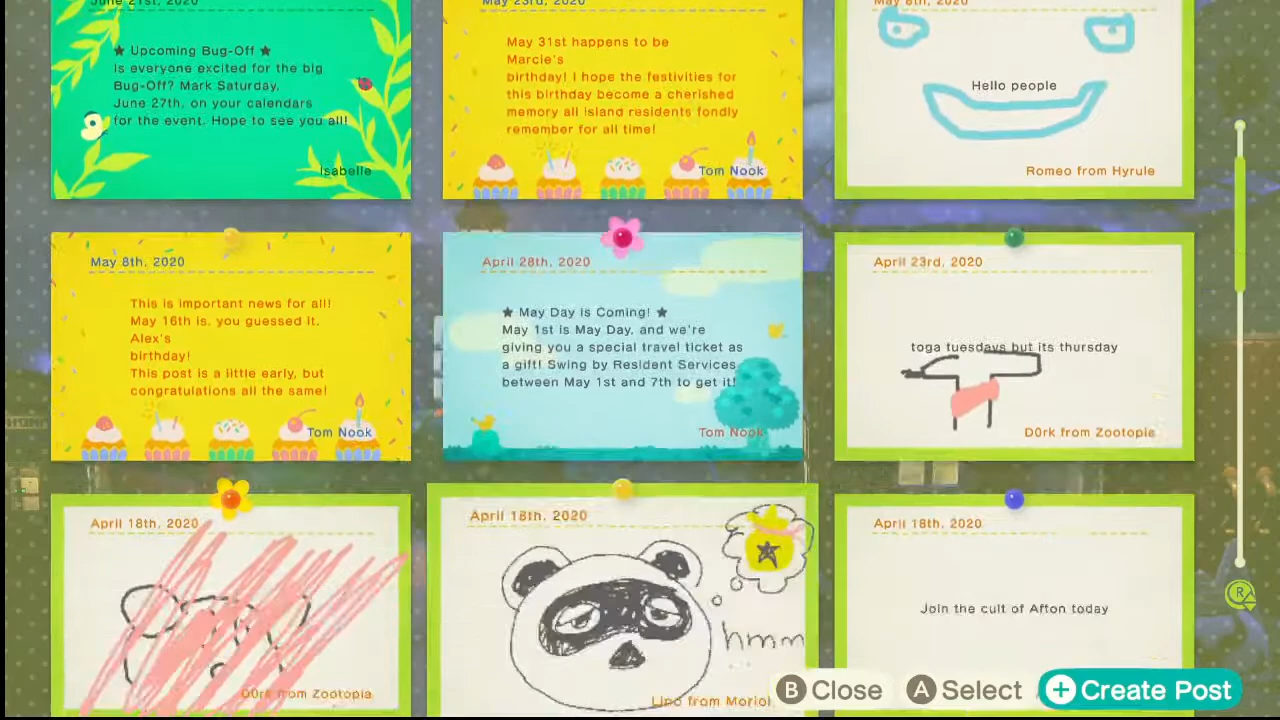 June 21st, 2020
★ Upcoming Bug-Off ★
Is everyone excited for the big
Bug-Off? Mark Saturday,
June 27th, on your calendars
for the event. Hope to see you all!
Isabelle
May 23rd, 2020
May 31st happens to be
Marcie's
birthday! I hope the festivities for
this birthday become a cherished
memory all island residents fondly
remember for all time!
Tom Nook
May 8th, 2020
Hello people
Romeo from Hyrule
May 8th, 2020
This is important news for all!
May 16th is, you guessed it,
Alex's
birthday!
This post is a little early, but
congratulations all the same!
Tom Nook
April 28th, 2020
★ May Day is Coming! ★
May 1st is May Day, and we're
giving you a special travel ticket as
a gift! Swing by Resident Services
between May 1st and 7th to get it!
Tom Nook
April 23rd, 2020
toga tuesdays but its thursday
D0rk from Zootopia
April 18th, 2020
D0rk from Zootopia
April 18th, 2020
hmm
from Morioh
April 18th, 2020
Join the cult of Afton today
B Close
A Select
+ Create Post
R